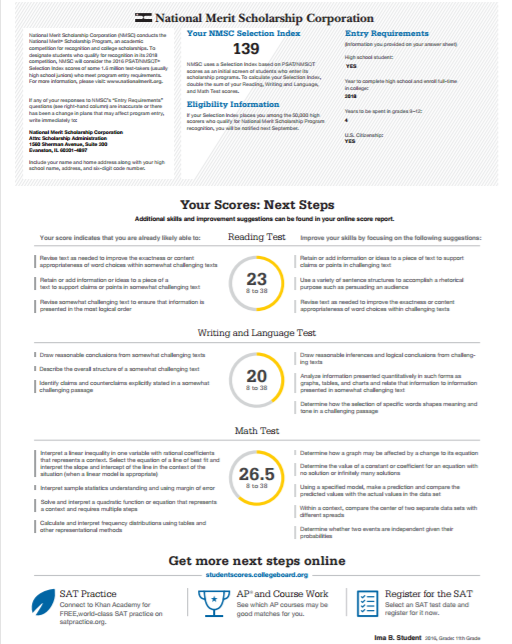 National Merit Scholarship Corporation
National Merit Scholarship Corporation (NMSC) conducts the
National Merit® Scholarship Program, an academic
competition for recognition and college scholarships. To
designate students who qualify for recognition in its 2018
competition, NMSC will consider the 2016 PSAT/NMSQT®
Selection Index scores of some 1.6 million test-takers (usually
high school juniors) who meet program entry requirements.
For more information, please visit www.nationalmerit.org.
If any of your responses to NMSC's "Entry Requirements"
questions (see right-hand column) are inaccurate or there
has been a change in plans that may affect program entry,
write immediately to:
National Merit Scholarship Corporation
Attn: Scholarship Administration
1560 Sherman Avenue, Suite 200
Evanston, IL 60201-4897
Include your name and home address along with your high
school name, address, and six-digit code number.
Your NMSC Selection Index
139
NMSC uses a Selection Index based on PSAT/NMSQT
scores as an initial screen of students who enter its
scholarship programs. To calculate your Selection Index,
double the sum of your Reading, Writing and Language,
and Math Test scores.
Eligibility Information
If your Selection Index places you among the 50,000 high
scorers who qualify for National Merit Scholarship Program
recognition, you will be notified next September.
Entry Requirements
(Information you provided on your answer sheet)
High school student:
YES
Year to complete high school and enroll full-time
in college:
2018
Years to be spent in grades 9–12:
4
U.S. Citizenship:
YES
Your Scores: Next Steps
Additional skills and improvement suggestions can be found in your online score report.
Your score indicates that you are already likely able to:
Reading Test
Improve your skills by focusing on the following suggestions:
Revise text as needed to improve the exactness or content
appropriateness of word choices within somewhat challenging texts
Retain or add information or ideas to a piece of a
text to support claims or points in somewhat challenging text
Revise somewhat challenging text to ensure that information is
presented in the most logical order
23
8 to 38
Retain or add information or ideas to a piece of text to support
claims or points in challenging text
Use a variety of sentence structures to accomplish a rhetorical
purpose such as persuading an audience
Revise text as needed to improve the exactness or content
appropriateness of word choices within challenging texts
Writing and Language Test
Draw reasonable conclusions from somewhat challenging texts
Describe the overall structure of a somewhat challenging text
Identify claims and counterclaims explicitly stated in a somewhat
challenging passage
20
8 to 38
Draw reasonable inferences and logical conclusions from challeng-
ing texts
Analyze information presented quantitatively in such forms as
graphs, tables, and charts and relate that information to information
presented in somewhat challenging text
Determine how the selection of specific words shapes meaning and
tone in a challenging passage
Math Test
Interpret a linear inequality in one variable with rational coefficients
that represents a context. Select the equation of a line of best fit and
interpret the slope and intercept of the line in the context of the
situation (when a linear model is appropriate)
Interpret sample statistics understanding and using margin of error
Solve and interpret a quadratic function or equation that represents
a context and requires multiple steps
Calculate and interpret frequency distributions using tables and
other representational methods
26.5
8 to 38
Determine how a graph may be affected by a change to its equation
Determine the value of a constant or coefficient for an equation with
no solution or infinitely many solutions
Using a specified model, make a prediction and compare the
predicted values with the actual values in the data set
Within a context, compare the center of two separate data sets with
different spreads
Determine whether two events are independent given their
probabilities
Get more next steps online
studentscores.collegeboard.org
SAT Practice
Connect to Khan Academy for
FREE,world-class SAT practice on
satpractice.org.
AP® and Course Work
See which AP courses may be
good matches for you.
Register for the SAT
Select an SAT test date and
register for it now.
Ima B. Student 2016, Grade: 11th Grade